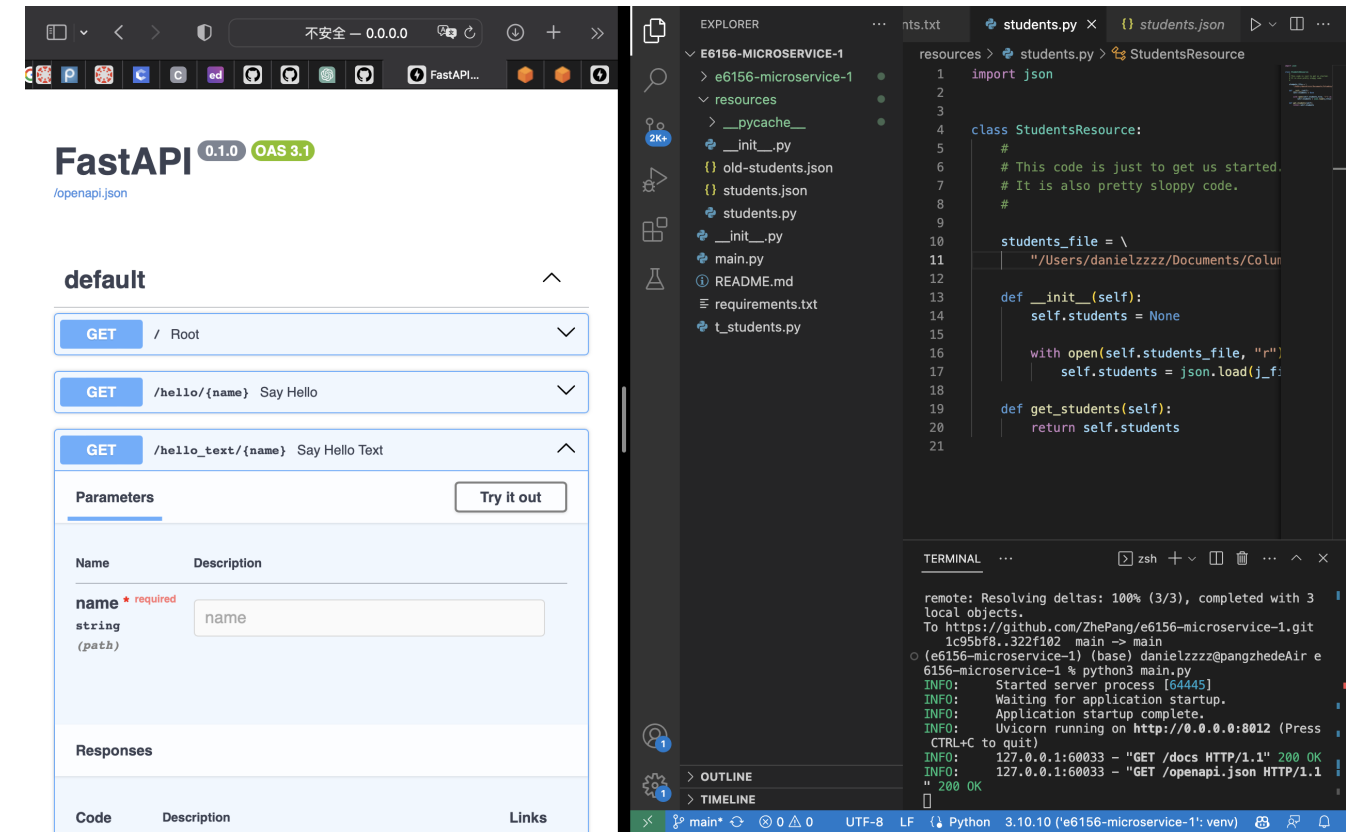 不安全 — 0.0.0.0
FastAPI...
FastAPI 0.1.0 OAS 3.1
/openapi.json
default
GET / Root
GET /hello/{name} Say Hello
GET /hello_text/{name} Say Hello Text
Parameters
Try it out
Name Description
name * required
string
(path)
name
Responses
Code Description Links
EXPLORER
E6156-MICROSERVICE-1
e6156-microservice-1
resources
__pycache__
__init__.py
{} old-students.json
{} students.json
students.py
__init__.py
main.py
README.md
requirements.txt
t_students.py
OUTLINE
TIMELINE
2K+
1
1
nts.txt
students.py
{} students.json
resources > students.py > StudentsResource
1 import json
2
3
4 class StudentsResource:
5 #
6 # This code is just to get us started.
7 # It is also pretty sloppy code.
8 #
9
10 students_file = \
11 "/Users/danielzzzz/Documents/Colum
12
13 def __init__(self):
14 self.students = None
15
16 with open(self.students_file, "r")
17 self.students = json.load(j_fi
18
19 def get_students(self):
20 return self.students
21
TERMINAL
zsh
remote: Resolving deltas: 100% (3/3), completed with 3
local objects.
To https://github.com/ZhePang/e6156-microservice-1.git
1c95bf8..322f102 main -> main
(e6156-microservice-1) (base) danielzzzz@pangzhedeAir e
6156-microservice-1 % python3 main.py
INFO: Started server process [64445]
INFO: Waiting for application startup.
INFO: Application startup complete.
INFO: Uvicorn running on http://0.0.0.0:8012 (Press
CTRL+C to quit)
INFO: 127.0.0.1:60033 - "GET /docs HTTP/1.1" 200 OK
INFO: 127.0.0.1:60033 - "GET /openapi.json HTTP/1.1
" 200 OK
main* 0 0 UTF-8 LF Python 3.10.10 ('e6156-microservice-1': venv)